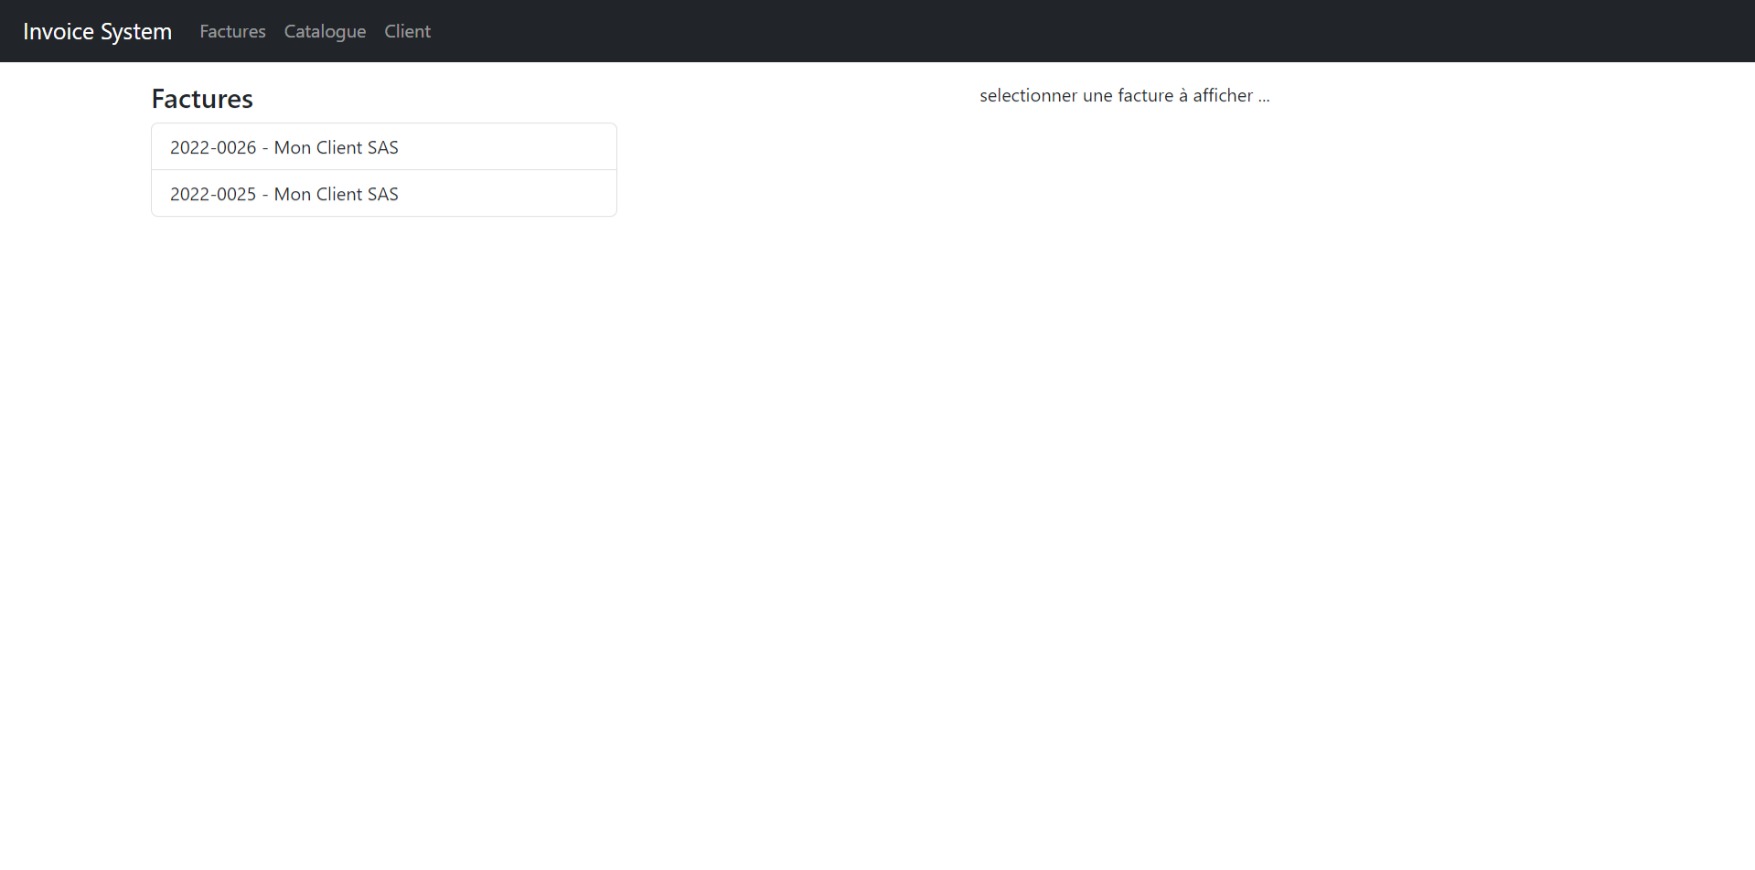 Invoice System Factures Catalogue Client
Factures
2022-0026 - Mon Client SAS
2022-0025 - Mon Client SAS
selectionner une facture à afficher ...